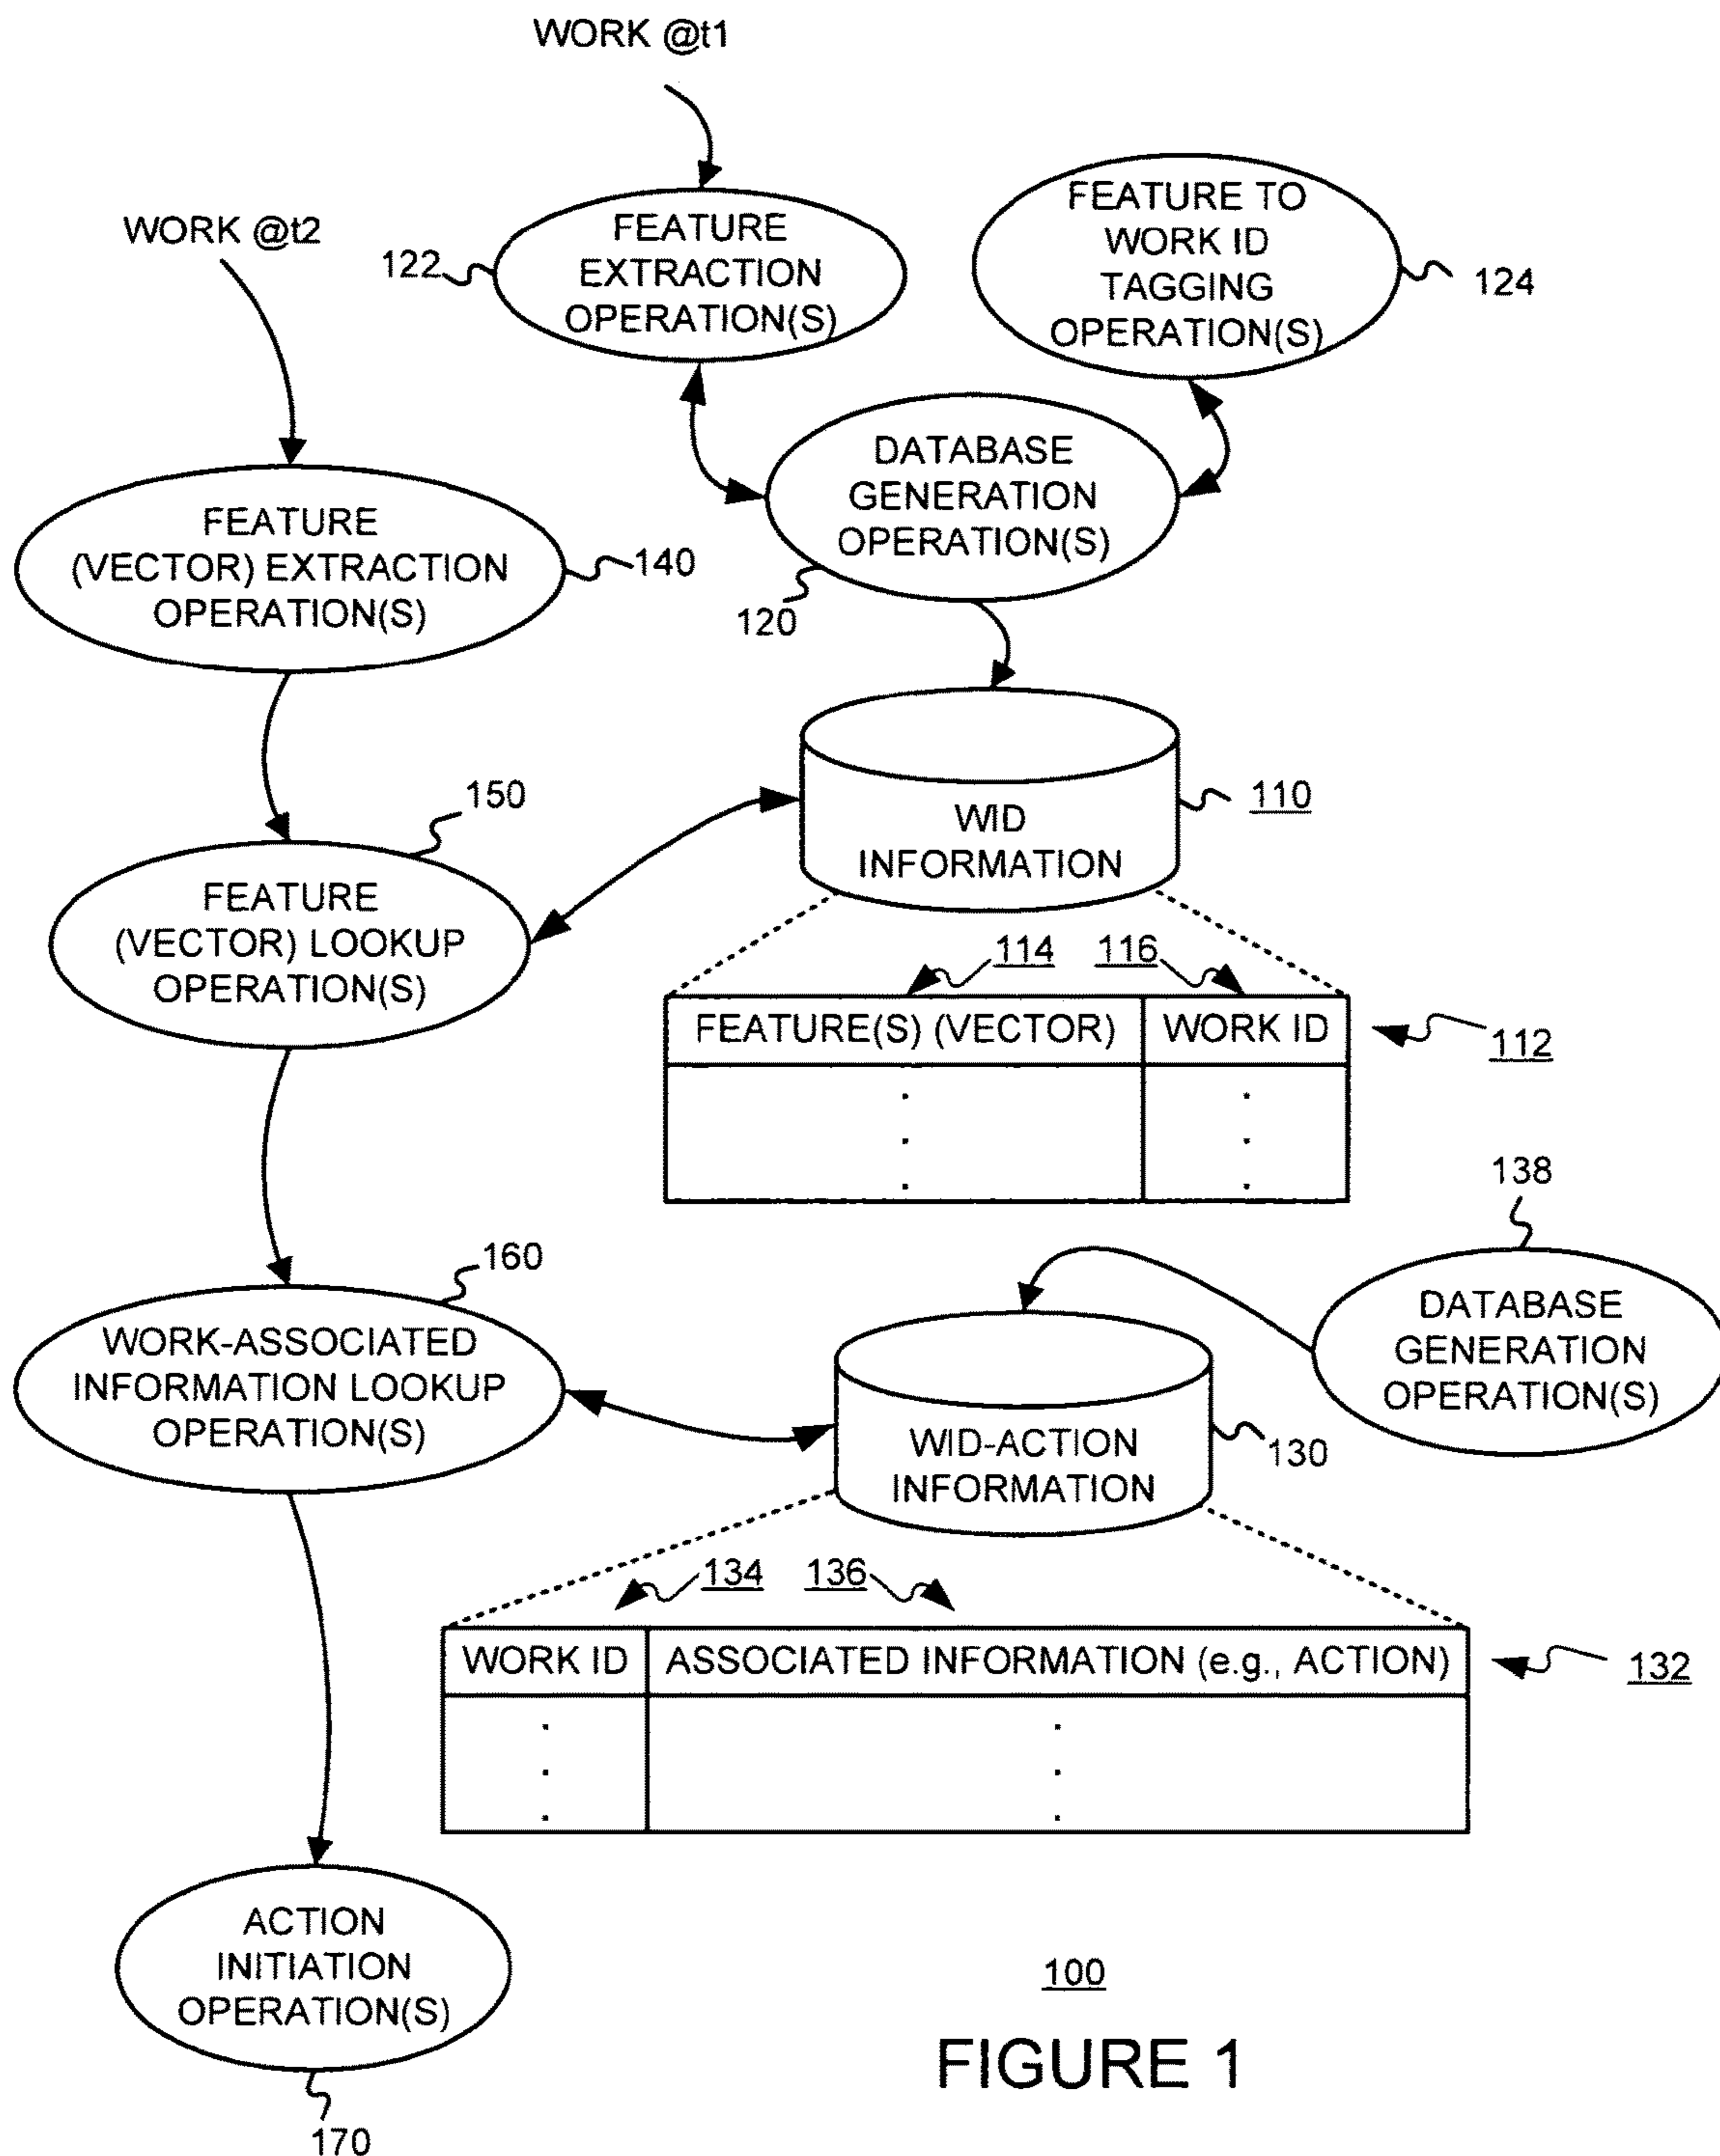 WORK @t1
WORK @t2
122
FEATURE
EXTRACTION
OPERATION(S)
FEATURE TO
WORK ID
TAGGING
OPERATION(S)
124
FEATURE
(VECTOR) EXTRACTION
OPERATION(S)
140
DATABASE
GENERATION
OPERATION(S)
120
150
FEATURE
(VECTOR) LOOKUP
OPERATION(S)
WID
INFORMATION
110
114
116
FEATURE(S) (VECTOR)
WORK ID
112
.
.
.
.
.
.
138
DATABASE
GENERATION
OPERATION(S)
160
WORK-ASSOCIATED
INFORMATION LOOKUP
OPERATION(S)
WID-ACTION
INFORMATION
130
134
136
WORK ID
ASSOCIATED INFORMATION (e.g., ACTION)
132
.
.
.
.
.
.
ACTION
INITIATION
OPERATION(S)
170
100
FIGURE 1